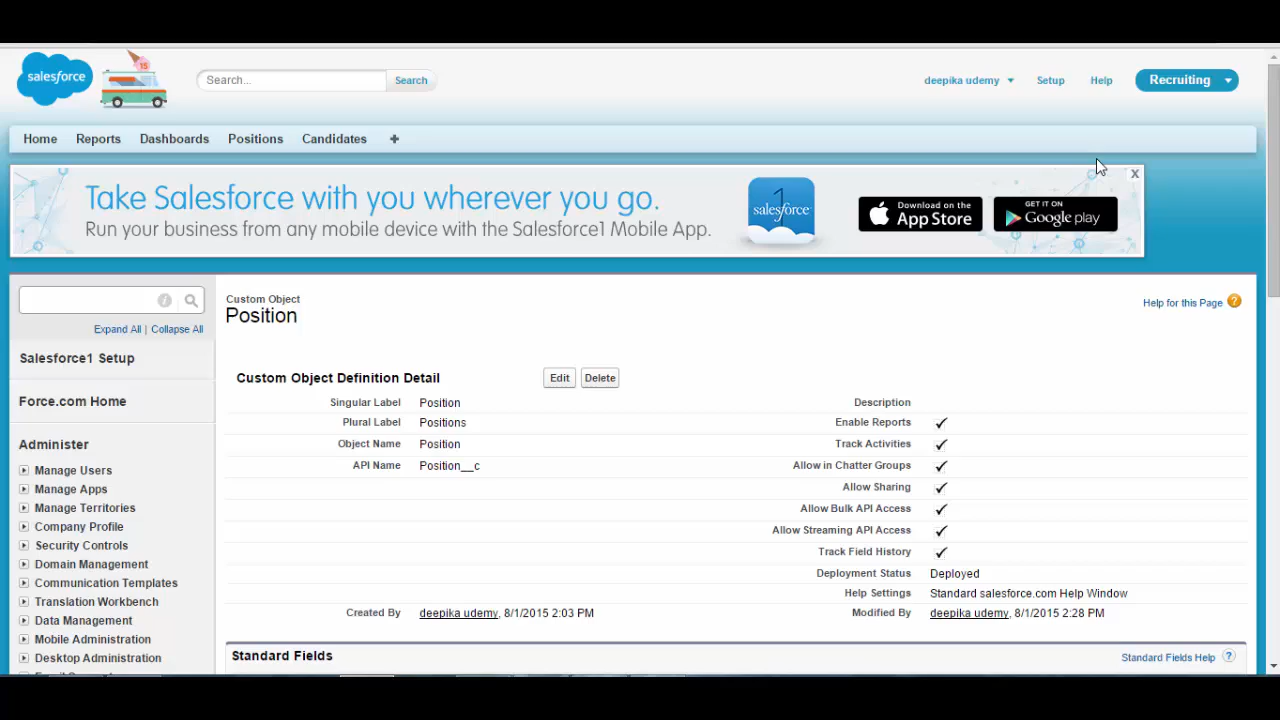 salesforce
15
Search...
Search
deepika udemy
Setup
Help
Recruiting
Home
Reports
Dashboards
Positions
Candidates
+
Take Salesforce with you wherever you go.
Run your business from any mobile device with the Salesforce1 Mobile App.
1
salesforce
Download on the
App Store
GET IT ON
Google play
x
i
Expand All | Collapse All
Salesforce1 Setup
Force.com Home
Administer
Manage Users
Manage Apps
Manage Territories
Company Profile
Security Controls
Domain Management
Communication Templates
Translation Workbench
Data Management
Mobile Administration
Desktop Administration
Custom Object
Position
Help for this Page ?
Custom Object Definition Detail
Edit
Delete
Singular Label Position
Description
Plural Label Positions
Enable Reports ✓
Object Name Position
Track Activities ✓
API Name Position__c
Allow in Chatter Groups ✓
Allow Sharing ✓
Allow Bulk API Access ✓
Allow Streaming API Access ✓
Track Field History ✓
Deployment Status Deployed
Help Settings Standard salesforce.com Help Window
Created By deepika udemy, 8/1/2015 2:03 PM
Modified By deepika udemy, 8/1/2015 2:28 PM
Standard Fields
Standard Fields Help ?